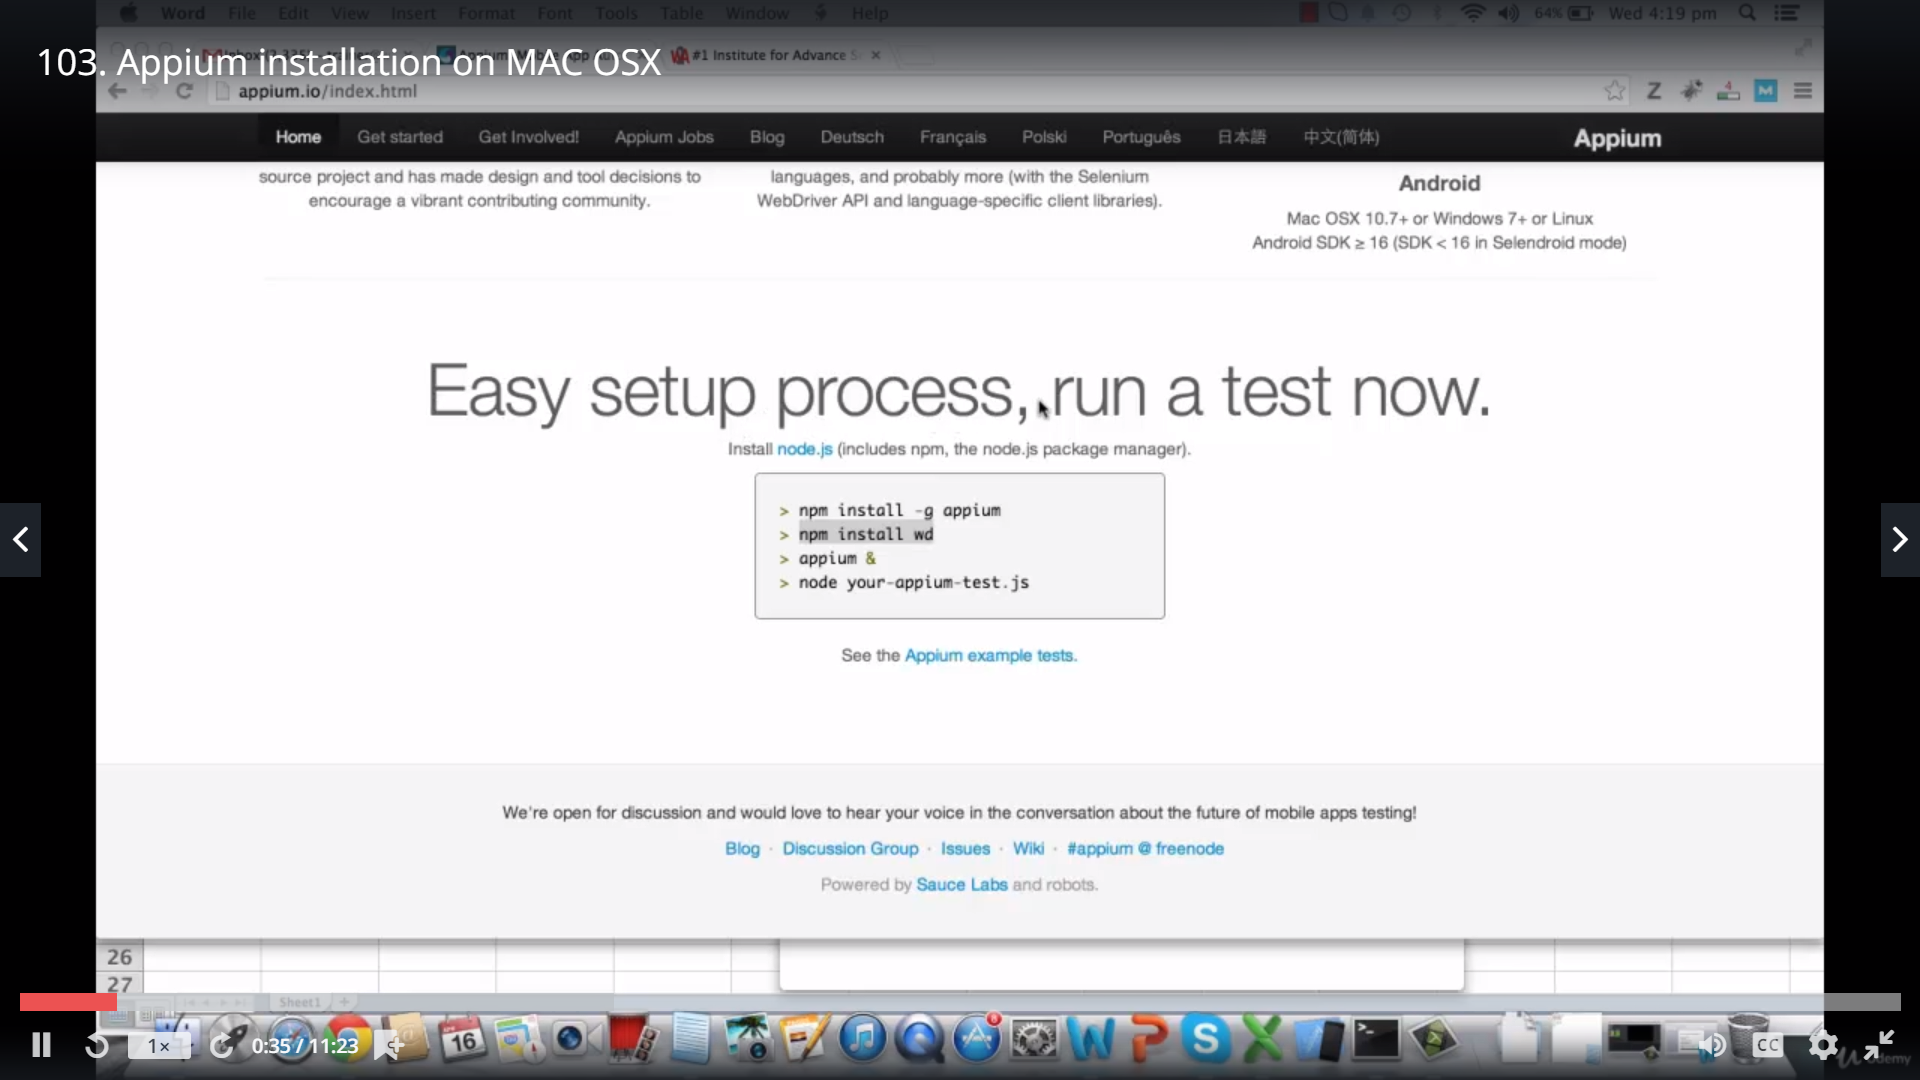 Word File Edit View Insert Format Font Tools Table Window Help 64% Wed 4:19 pm
103. Appium installation on MAC OSX
#1 Institute for Advance
appium.io/index.html
Home Get started Get Involved! Appium Jobs Blog Deutsch Français Polski Português 日本語 中文(简体) Appium
source project and has made design and tool decisions to
encourage a vibrant contributing community.
languages, and probably more (with the Selenium
WebDriver API and language-specific client libraries).
Android
Mac OSX 10.7+ or Windows 7+ or Linux
Android SDK ≥ 16 (SDK < 16 in Selendroid mode)
Easy setup process, run a test now.
Install node.js (includes npm, the node.js package manager).
> npm install -g appium
> npm install wd
> appium &
> node your-appium-test.js
See the Appium example tests.
We're open for discussion and would love to hear your voice in the conversation about the future of mobile apps testing!
Blog · Discussion Group · Issues · Wiki · #appium @ freenode
Powered by Sauce Labs and robots.
26
27
Sheet1
1× 0:35 / 11:23 CC
APR
16
udemy